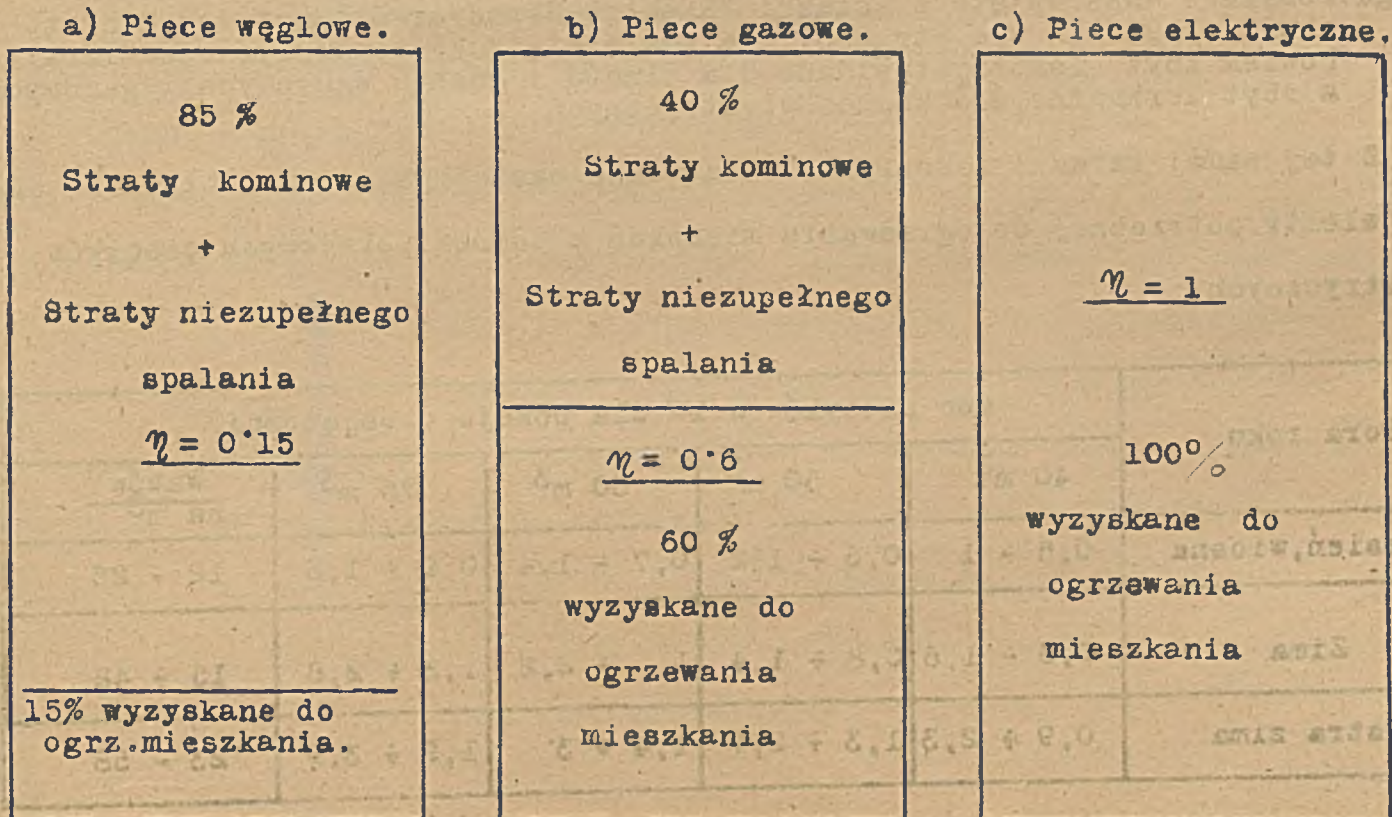 a) Piece węglowe.
85 %
Straty kominowe
+
Straty niezupełnego
spalania
η = 0·15
15% wyzyskane do
ogrz.mieszkania.
b) Piece gazowe.
40 %
Straty kominowe
+
Straty niezupełnego
spalania
η = 0·6
60 %
wyzyskane do
ogrzewania
mieszkania
c) Piece elektryczne.
η = 1
100%
wyzyskane do
ogrzewania
mieszkania